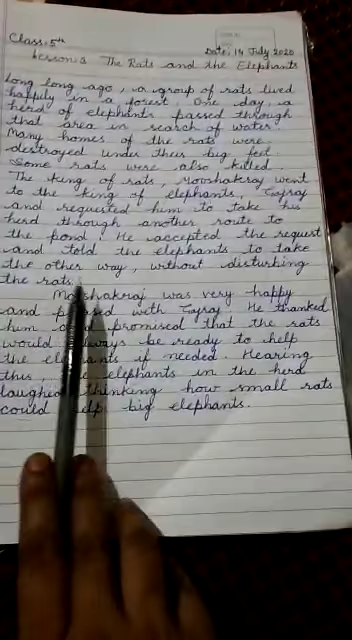 Class:5th
Date: 14 July 2020
Lesson:3 The Rats and the Elephants
Long long ago, a group of rats lived
happily in a forest. One day, a
herd of elephants passed through
that area in search of water.
Many homes of the rats were
destroyed under their big feet.
Some rats were also killed.
The king of rats, Mooshakraj went
to the king of elephants, Gajraj
and requested him to take his
herd through another route to
the pond. He accepted the request
and told the elephants to take
the other way, without disturbing
the rats.
Mooshakraj was very happy
and with Gajraj. He thanked
him promised that the rats
would always be ready to help
the elephants if needed. Hearing
this elephants in the herd
laughed thinking how small rats
could help big elephants.